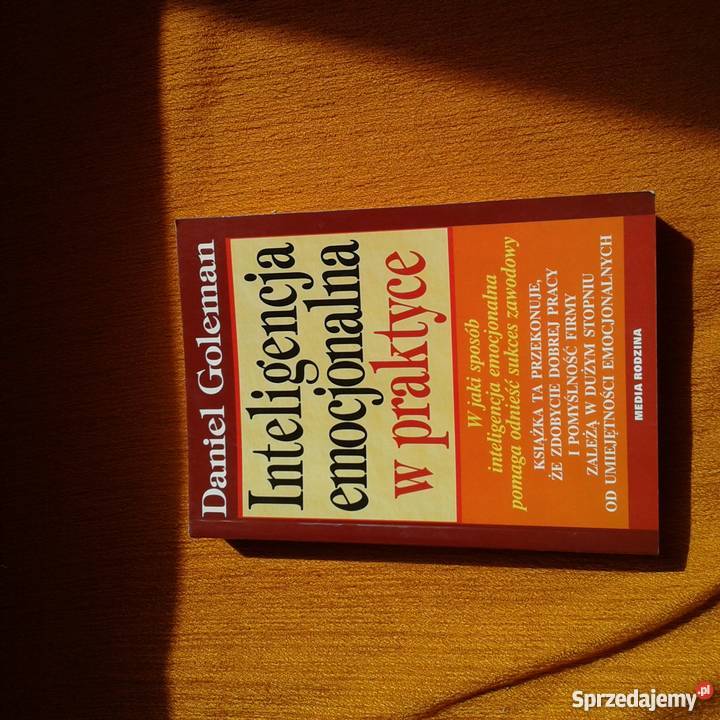 Daniel Goleman
Inteligencja
emocjonalna
w praktyce
W jaki sposób
inteligencja emocjonalna
pomaga odnieść sukces zawodowy
KSIĄŻKA TA PRZEKONUJE,
ŻE ZDOBYCIE DOBREJ PRACY
I POMYŚLNOŚĆ FIRMY
ZALEŻĄ W DUŻYM STOPNIU
OD UMIEJĘTNOŚCI EMOCJONALNYCH
MEDIA RODZINA
Sprzedajemy.pl